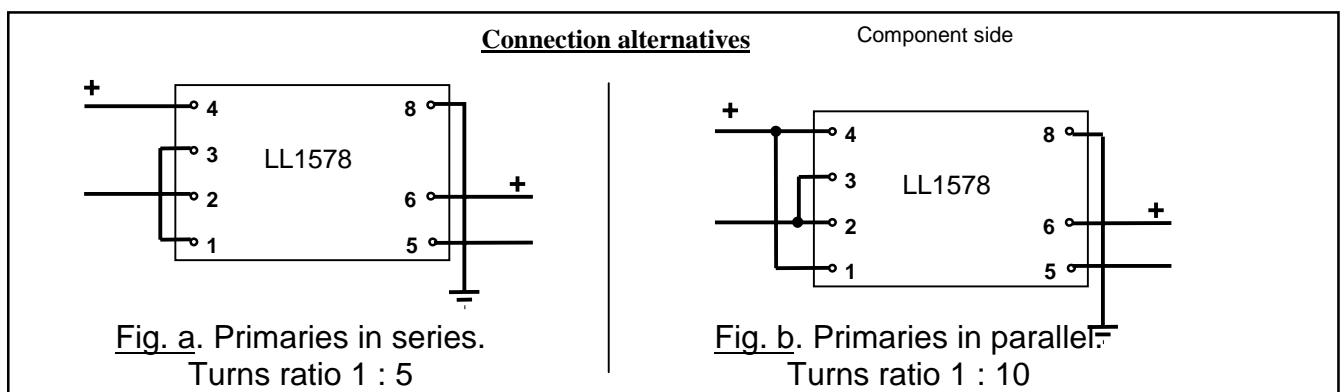 Connection alternatives
Component side
+
4
8
3
LL1578
2
6
+
1
5
Fig. a. Primaries in series.
Turns ratio 1 : 5
+
4
8
3
LL1578
2
6
+
1
5
Fig. b. Primaries in parallel.
Turns ratio 1 : 10